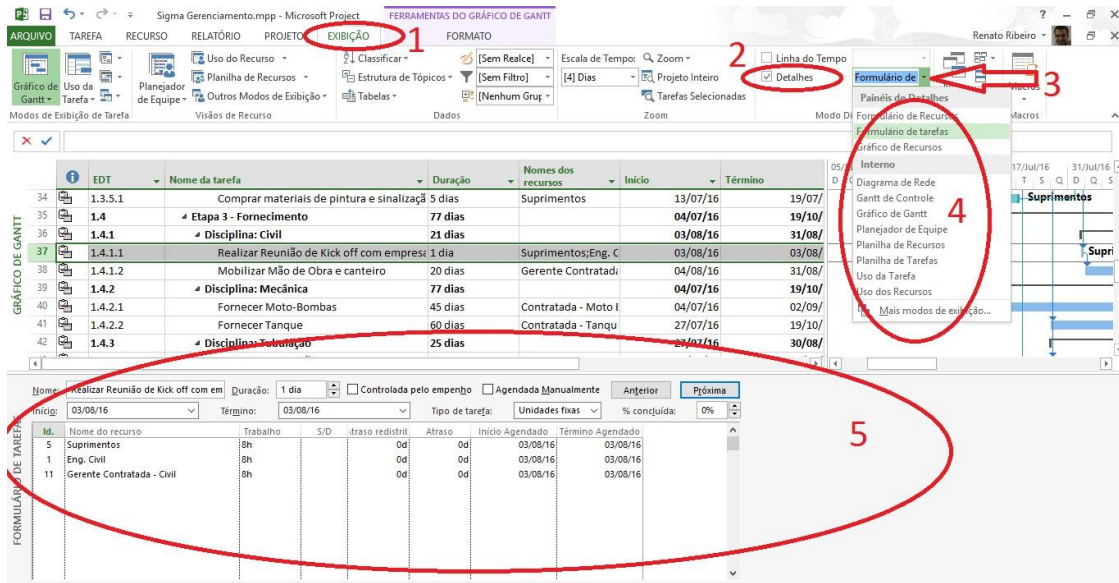 Sigma Gerenciamento.mpp - Microsoft Project
FERRAMENTAS DO GRÁFICO DE GANTT
?
ARQUIVO TAREFA RECURSO RELATÓRIO PROJETO EXIBIÇÃO FORMATO
Renato Ribeiro
1
2
3
4
5
Gráfico de Gantt
Uso da Tarefa
Planejador de Equipe
Uso do Recurso
Planilha de Recursos
Outros Modos de Exibição
Classificar
Estrutura de Tópicos
Tabelas
[Sem Realce]
[Sem Filtro]
[Nenhum Grup
Escala de Tempo:
[4] Dias
Zoom
Projeto Inteiro
Tarefas Selecionadas
Linha do Tempo
Detalhes
Formulário de
Macros
Modos de Exibição de Tarefa
Visões de Recurso
Dados
Zoom
Modo Di
Macros
Painéis de Detalhes
Formulário de Recursos
Formulário de tarefas
Gráfico de Recursos
Interno
Diagrama de Rede
Gantt de Controle
Gráfico de Gantt
Planejador de Equipe
Planilha de Recursos
Planilha de Tarefas
Uso da Tarefa
Uso dos Recursos
Mais modos de exibição...
GRÁFICO DE GANTT
EDT Nome da tarefa Duração Nomes dos recursos Início Término
17/Jul/16 31/Jul/16
T S Q D Q S
34 1.3.5.1 Comprar materiais de pintura e sinalizaçã 5 dias Suprimentos 13/07/16 19/07/
Suprimentos
35 1.4 Etapa 3 - Fornecimento 77 dias 04/07/16 19/10/
36 1.4.1 Disciplina: Civil 21 dias 03/08/16 31/08/
37 1.4.1.1 Realizar Reunião de Kick off com empresa 1 dia Suprimentos;Eng. C 03/08/16 03/08/
Supri
38 1.4.1.2 Mobilizar Mão de Obra e canteiro 20 dias Gerente Contratada 04/08/16 31/08/
39 1.4.2 Disciplina: Mecânica 77 dias 04/07/16 19/10/
40 1.4.2.1 Fornecer Moto-Bombas 45 dias Contratada - Moto 04/07/16 02/09/
41 1.4.2.2 Fornecer Tanque 60 dias Contratada - Tanqu 27/07/16 19/10/
42 1.4.3 Disciplina: Tubulação 25 dias 27/07/16 30/08/
FORMULÁRIO DE TAREFAS
Nome: Realizar Reunião de Kick off com em Duração: 1 dia Controlada pelo empenho Agendada Manualmente Anterior Próxima
Início: 03/08/16 Término: 03/08/16 Tipo de tarefa: Unidades fixas % concluída: 0%
Id. Nome do recurso Trabalho S/D traso redistril Atraso Início Agendado Término Agendado
5 Suprimentos 8h 0d 0d 03/08/16 03/08/16
1 Eng. Civil 8h 0d 0d 03/08/16 03/08/16
11 Gerente Contratada - Civil 8h 0d 0d 03/08/16 03/08/16